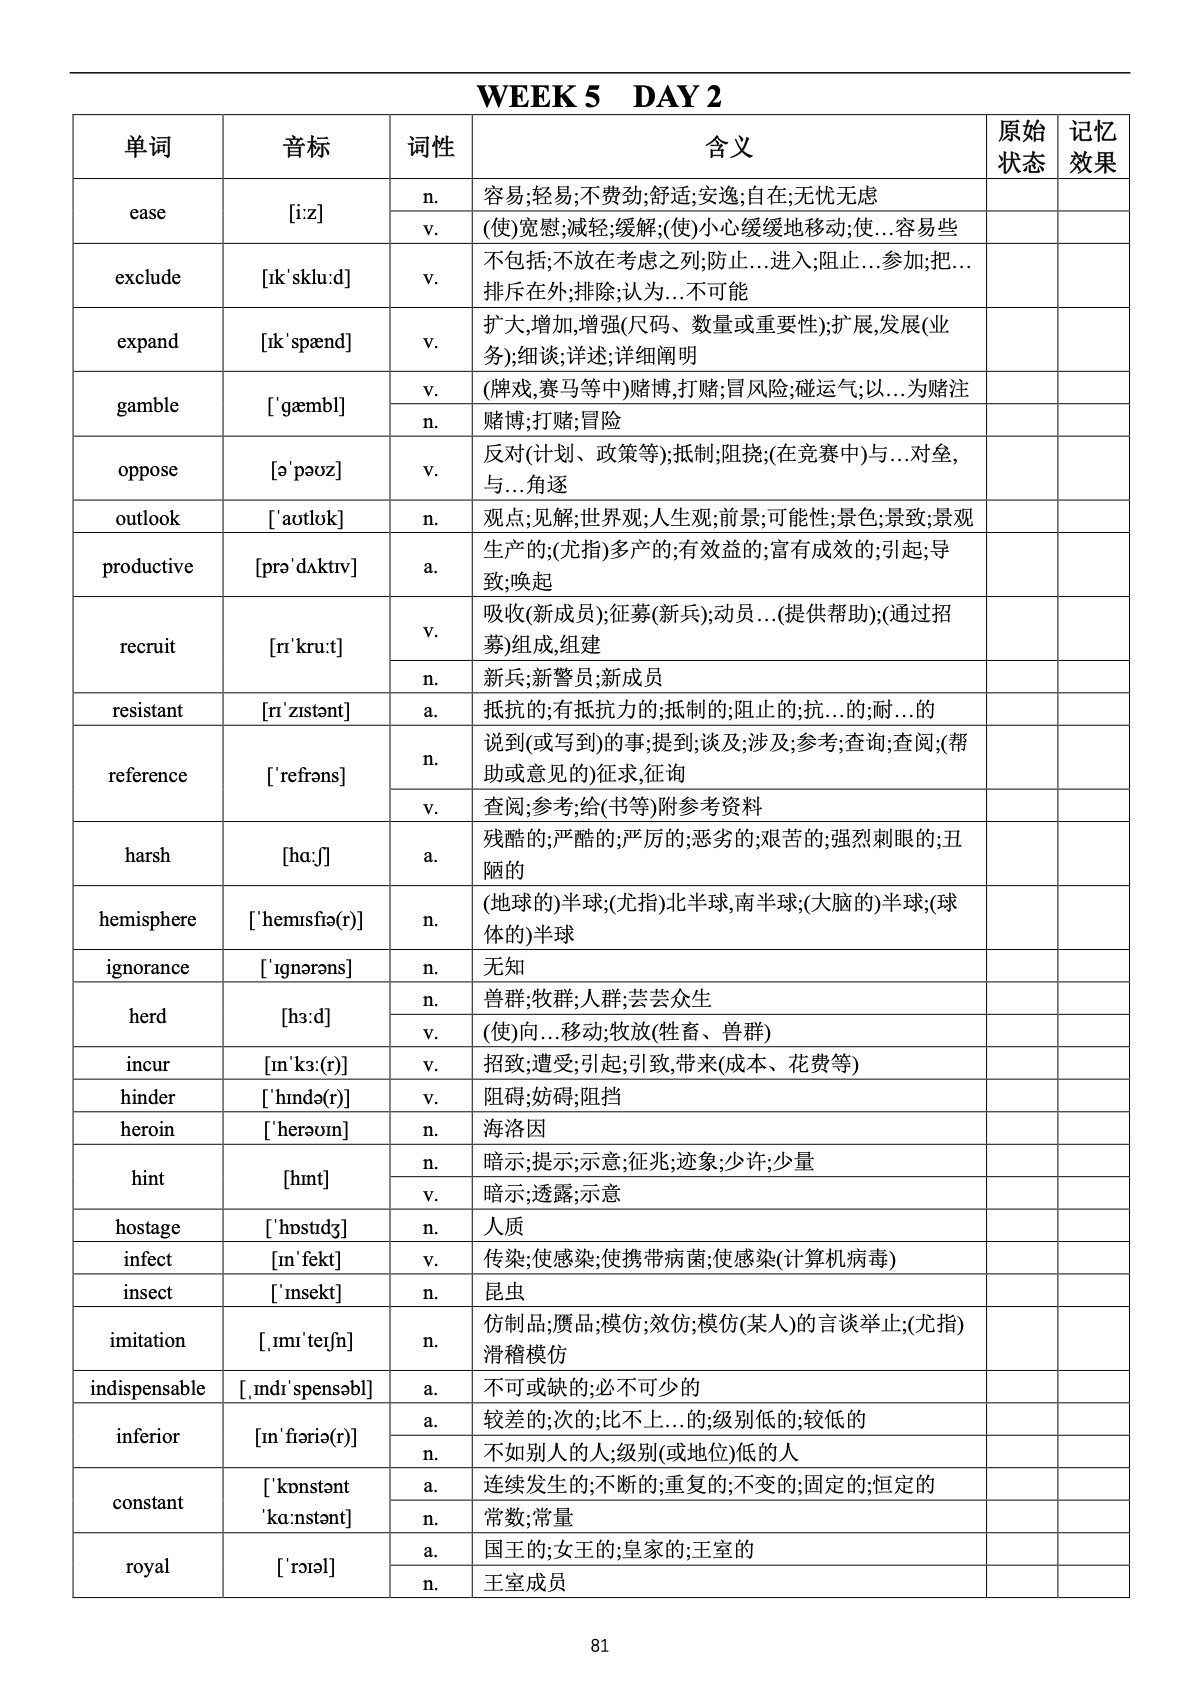 WEEK 5 DAY 2
单词 音标 词性 含义 原始状态 记忆效果
ease [iːz] n. 容易;轻易;不费劲;舒适;安逸;自在;无忧无虑
v. (使)宽慰;减轻;缓解;(使)小心缓缓地移动;使…容易些
exclude [ɪkˈskluːd] v. 不包括;不放在考虑之列;防止…进入;阻止…参加;把…
排斥在外;排除;认为…不可能
expand [ɪkˈspænd] v. 扩大,增加,增强(尺码、数量或重要性);扩展,发展(业
务);细谈;详述;详细阐明
gamble [ˈɡæmbl] v. (牌戏,赛马等中)赌博,打赌;冒风险;碰运气;以…为赌注
n. 赌博;打赌;冒险
oppose [əˈpəʊz] v. 反对(计划、政策等);抵制;阻挠;(在竞赛中)与…对垒,
与…角逐
outlook [ˈaʊtlʊk] n. 观点;见解;世界观;人生观;前景;可能性;景色;景致;景观
productive [prəˈdʌktɪv] a. 生产的;(尤指)多产的;有效益的;富有成效的;引起;导
致;唤起
recruit [rɪˈkruːt] v. 吸收(新成员);征募(新兵);动员…(提供帮助);(通过招
募)组成,组建
n. 新兵;新警员;新成员
resistant [rɪˈzɪstənt] a. 抵抗的;有抵抗力的;抵制的;阻止的;抗…的;耐…的
reference [ˈrefrəns] n. 说到(或写到)的事;提到;谈及;涉及;参考;查询;查阅;(帮
助或意见的)征求,征询
v. 查阅;参考;给(书等)附参考资料
harsh [hɑːʃ] a. 残酷的;严酷的;严厉的;恶劣的;艰苦的;强烈刺眼的;丑
陋的
hemisphere [ˈhemɪsfɪə(r)] n. (地球的)半球;(尤指)北半球,南半球;(大脑的)半球;(球
体的)半球
ignorance [ˈɪɡnərəns] n. 无知
herd [hɜːd] n. 兽群;牧群;人群;芸芸众生
v. (使)向…移动;牧放(牲畜、兽群)
incur [ɪnˈkɜː(r)] v. 招致;遭受;引起;引致,带来(成本、花费等)
hinder [ˈhɪndə(r)] v. 阻碍;妨碍;阻挡
heroin [ˈherəʊɪn] n. 海洛因
hint [hɪnt] n. 暗示;提示;示意;征兆;迹象;少许;少量
v. 暗示;透露;示意
hostage [ˈhɒstɪdʒ] n. 人质
infect [ɪnˈfekt] v. 传染;使感染;使携带病菌;使感染(计算机病毒)
insect [ˈɪnsekt] n. 昆虫
imitation [ˌɪmɪˈteɪʃn] n. 仿制品;赝品;模仿;效仿;模仿(某人)的言谈举止;(尤指)
滑稽模仿
indispensable [ˌɪndɪˈspensəbl] a. 不可或缺的;必不可少的
inferior [ɪnˈfɪəriə(r)] a. 较差的;次的;比不上…的;级别低的;较低的
n. 不如别人的人;级别(或地位)低的人
constant [ˈkɒnstənt a. 连续发生的;不断的;重复的;不变的;固定的;恒定的
ˈkɑːnstənt] n. 常数;常量
royal [ˈrɔɪəl] a. 国王的;女王的;皇家的;王室的
n. 王室成员
81